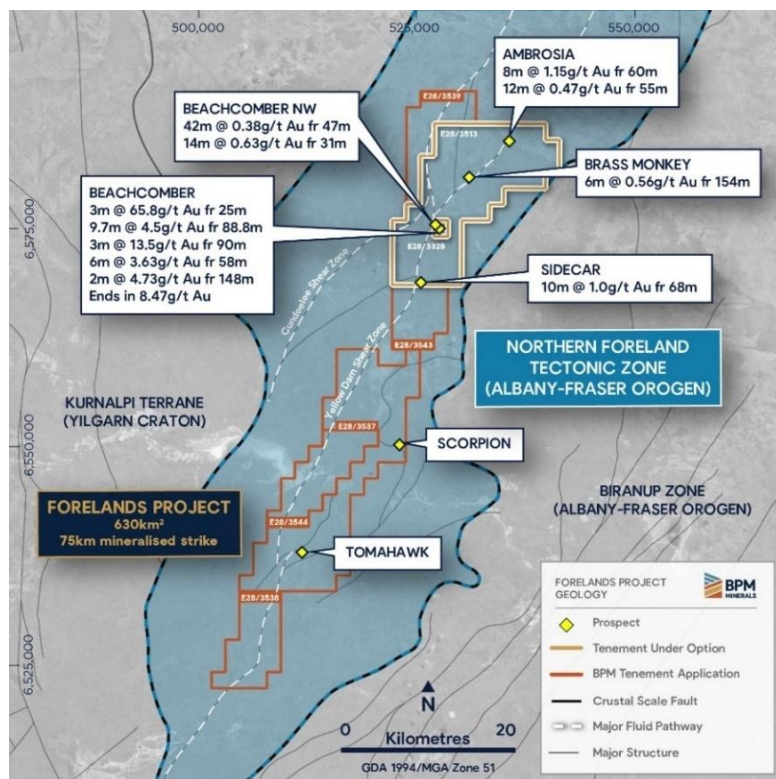 500,000
525,000
550,000
AMBROSIA
8m @ 1.15g/t Au fr 60m
12m @ 0.47g/t Au fr 55m
E28/3539
BEACHCOMBER NW
42m @ 0.38g/t Au fr 47m
14m @ 0.63g/t Au fr 31m
E28/3513
BRASS MONKEY
6m @ 0.56g/t Au fr 154m
BEACHCOMBER
3m @ 65.8g/t Au fr 25m
9.7m @ 4.5g/t Au fr 88.8m
3m @ 13.5g/t Au fr 90m
6m @ 3.63g/t Au fr 58m
2m @ 4.73g/t Au fr 148m
Ends in 8.47g/t Au
6,575,000
E28/3328
Cundeelee Shear Zone
SIDECAR
10m @ 1.0g/t Au fr 68m
E28/3543
NORTHERN FORELAND
TECTONIC ZONE
(ALBANY-FRASER OROGEN)
Yellow Dam Shear Zone
KURNALPI TERRANE
(YILGARN CRATON)
E28/3537
6,550,000
SCORPION
BIRANUP ZONE
(ALBANY-FRASER OROGEN)
FORELANDS PROJECT
630km²
75km mineralised strike
E28/3544
TOMAHAWK
E28/3538
6,525,000
FORELANDS PROJECT
GEOLOGY
BPM
MINERALS
Prospect
Tenement Under Option
BPM Tenement Application
Crustal Scale Fault
Major Fluid Pathway
Major Structure
N
0 Kilometres 20
GDA 1994/MGA Zone 51